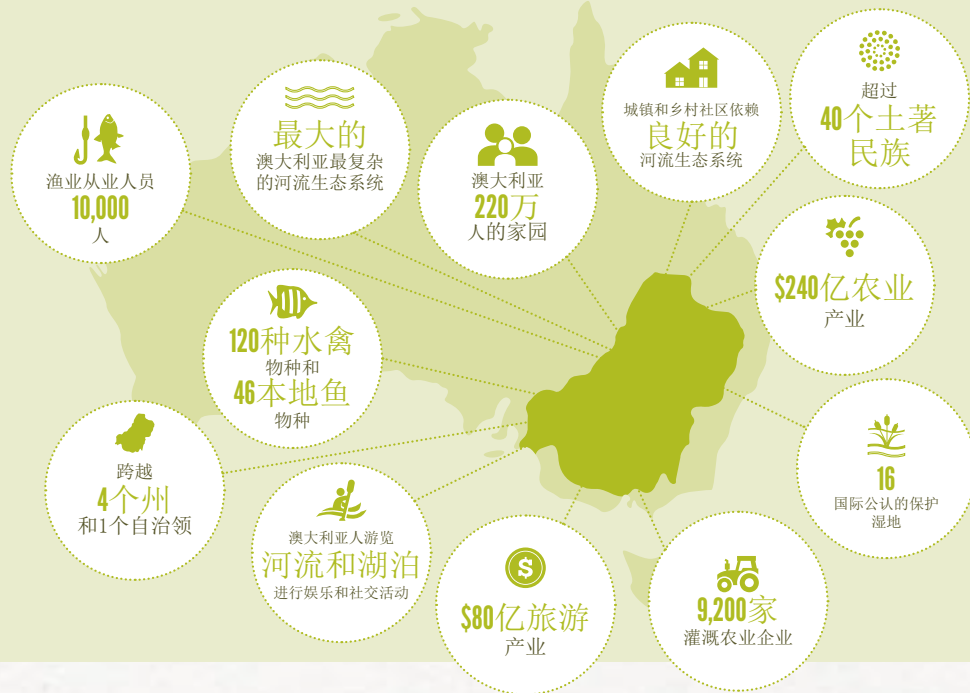 渔业从业人员
10,000
人
最大的
澳大利亚最复杂
的河流生态系统
澳大利亚
220万
人的家园
城镇和乡村社区依赖
良好的
河流生态系统
超过
40个土著
民族
$240亿农业
产业
120种水禽
物种和
46本地鱼
物种
跨越
4个州
和1个自治领
澳大利亚人游览
河流和湖泊
进行娱乐和社交活动
$80亿旅游
产业
9,200家
灌溉农业企业
16
国际公认的保护
湿地